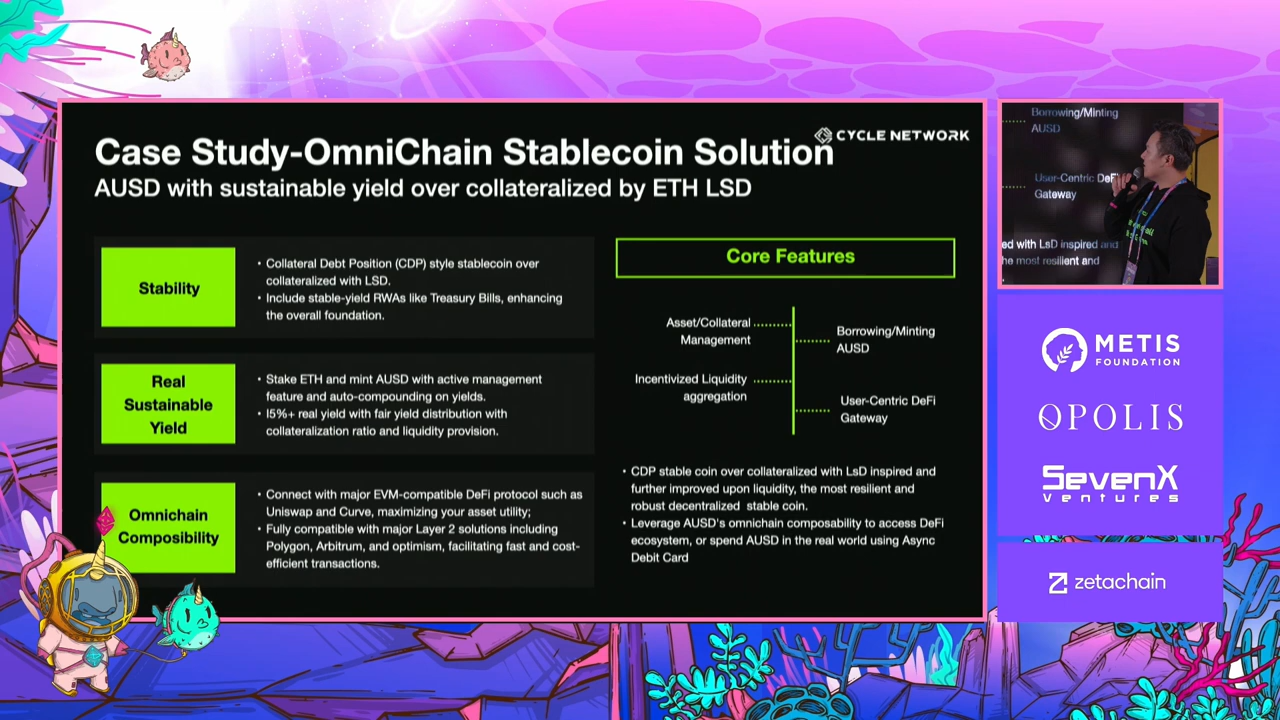 CYCLE NETWORK
Case Study-OmniChain Stablecoin Solution
AUSD with sustainable yield over collateralized by ETH LSD
Stability
• Collateral Debt Position (CDP) style stablecoin over
collateralized with LSD.
• Include stable-yield RWAs like Treasury Bills, enhancing
the overall foundation.
Real
Sustainable
Yield
• Stake ETH and mint AUSD with active management
feature and auto-compounding on yields.
• I5%+ real yield with fair yield distribution with
collateralization ratio and liquidity provision.
Omnichain
Composibility
• Connect with major EVM-compatible DeFi protocol such as
Uniswap and Curve, maximizing your asset utility;
• Fully compatible with major Layer 2 solutions including
Polygon, Arbitrum, and optimism, facilitating fast and cost-
efficient transactions.
Core Features
Asset/Collateral
Management
Borrowing/Minting
AUSD
Incentivized Liquidity
aggregation
User-Centric DeFi
Gateway
• CDP stable coin over collateralized with LsD inspired and
further improved upon liquidity, the most resilient and
robust decentralized stable coin.
• Leverage AUSD's omnichain composability to access DeFi
ecosystem, or spend AUSD in the real world using Async
Debit Card
Borrowing/Minting
AUSD
User-Centric DeFi
Gateway
ed with LsD inspired and
he most resilient and
METIS
FOUNDATION
OPOLIS
SevenX
Ventures
zetachain